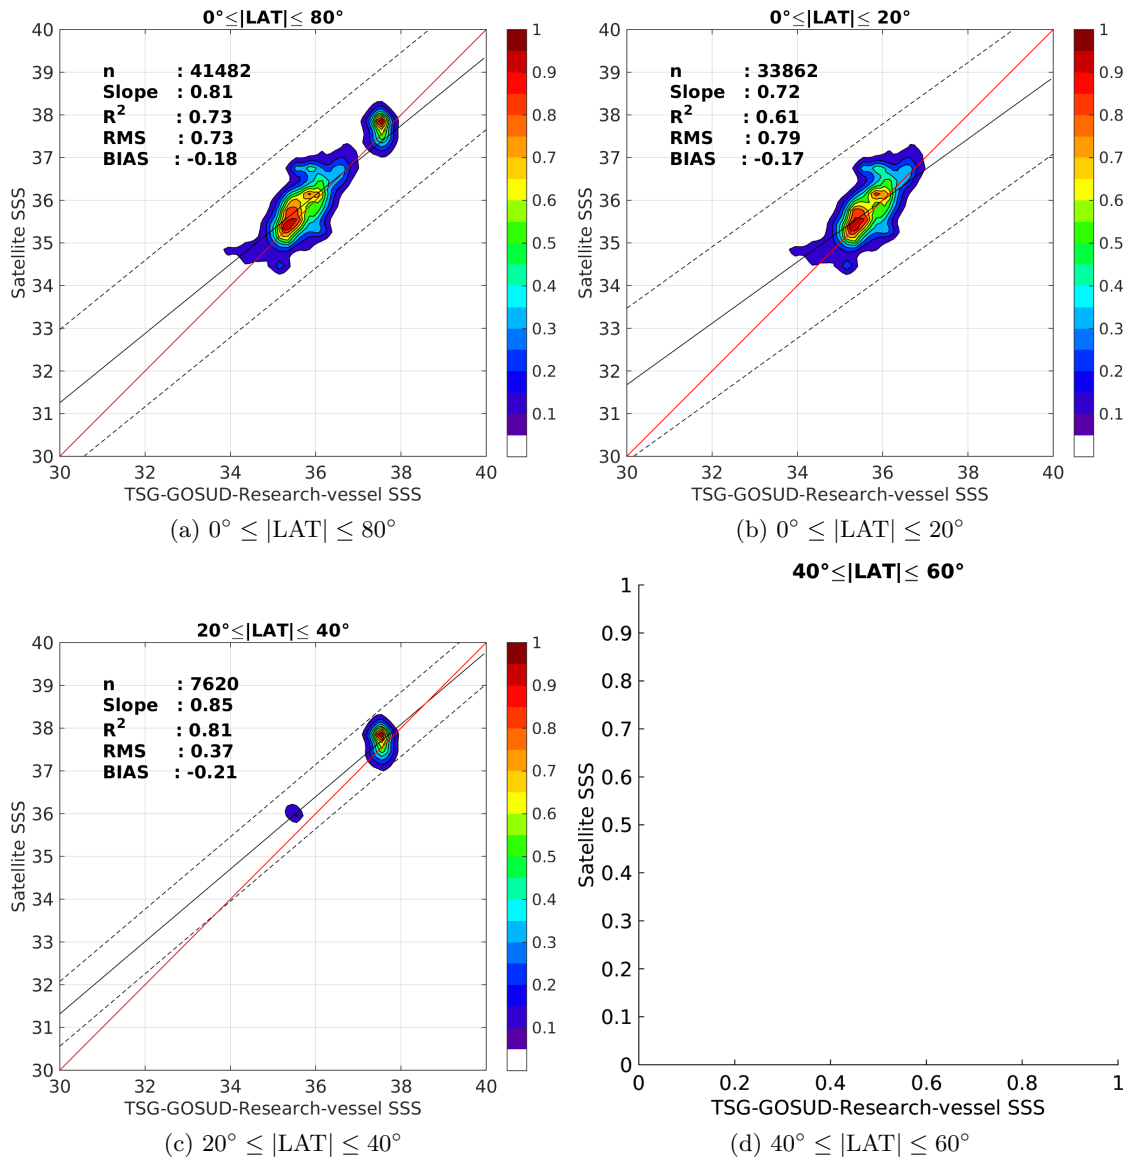 0°≤|LAT|≤ 80°
n : 41482
Slope : 0.81
R² : 0.73
RMS : 0.73
BIAS : -0.18
40
39
38
37
36
35
34
33
32
31
30
30 32 34 36 38 40
Satellite SSS
TSG-GOSUD-Research-vessel SSS
1
0.9
0.8
0.7
0.6
0.5
0.4
0.3
0.2
0.1
(a) 0° ≤ |LAT| ≤ 80°
0°≤|LAT|≤ 20°
n : 33862
Slope : 0.72
R² : 0.61
RMS : 0.79
BIAS : -0.17
40
39
38
37
36
35
34
33
32
31
30
30 32 34 36 38 40
Satellite SSS
TSG-GOSUD-Research-vessel SSS
1
0.9
0.8
0.7
0.6
0.5
0.4
0.3
0.2
0.1
(b) 0° ≤ |LAT| ≤ 20°
20°≤|LAT|≤ 40°
n : 7620
Slope : 0.85
R² : 0.81
RMS : 0.37
BIAS : -0.21
40
39
38
37
36
35
34
33
32
31
30
30 32 34 36 38 40
Satellite SSS
TSG-GOSUD-Research-vessel SSS
1
0.9
0.8
0.7
0.6
0.5
0.4
0.3
0.2
0.1
(c) 20° ≤ |LAT| ≤ 40°
40°≤|LAT|≤ 60°
1
0.9
0.8
0.7
0.6
0.5
0.4
0.3
0.2
0.1
0
0 0.2 0.4 0.6 0.8 1
Satellite SSS
TSG-GOSUD-Research-vessel SSS
(d) 40° ≤ |LAT| ≤ 60°